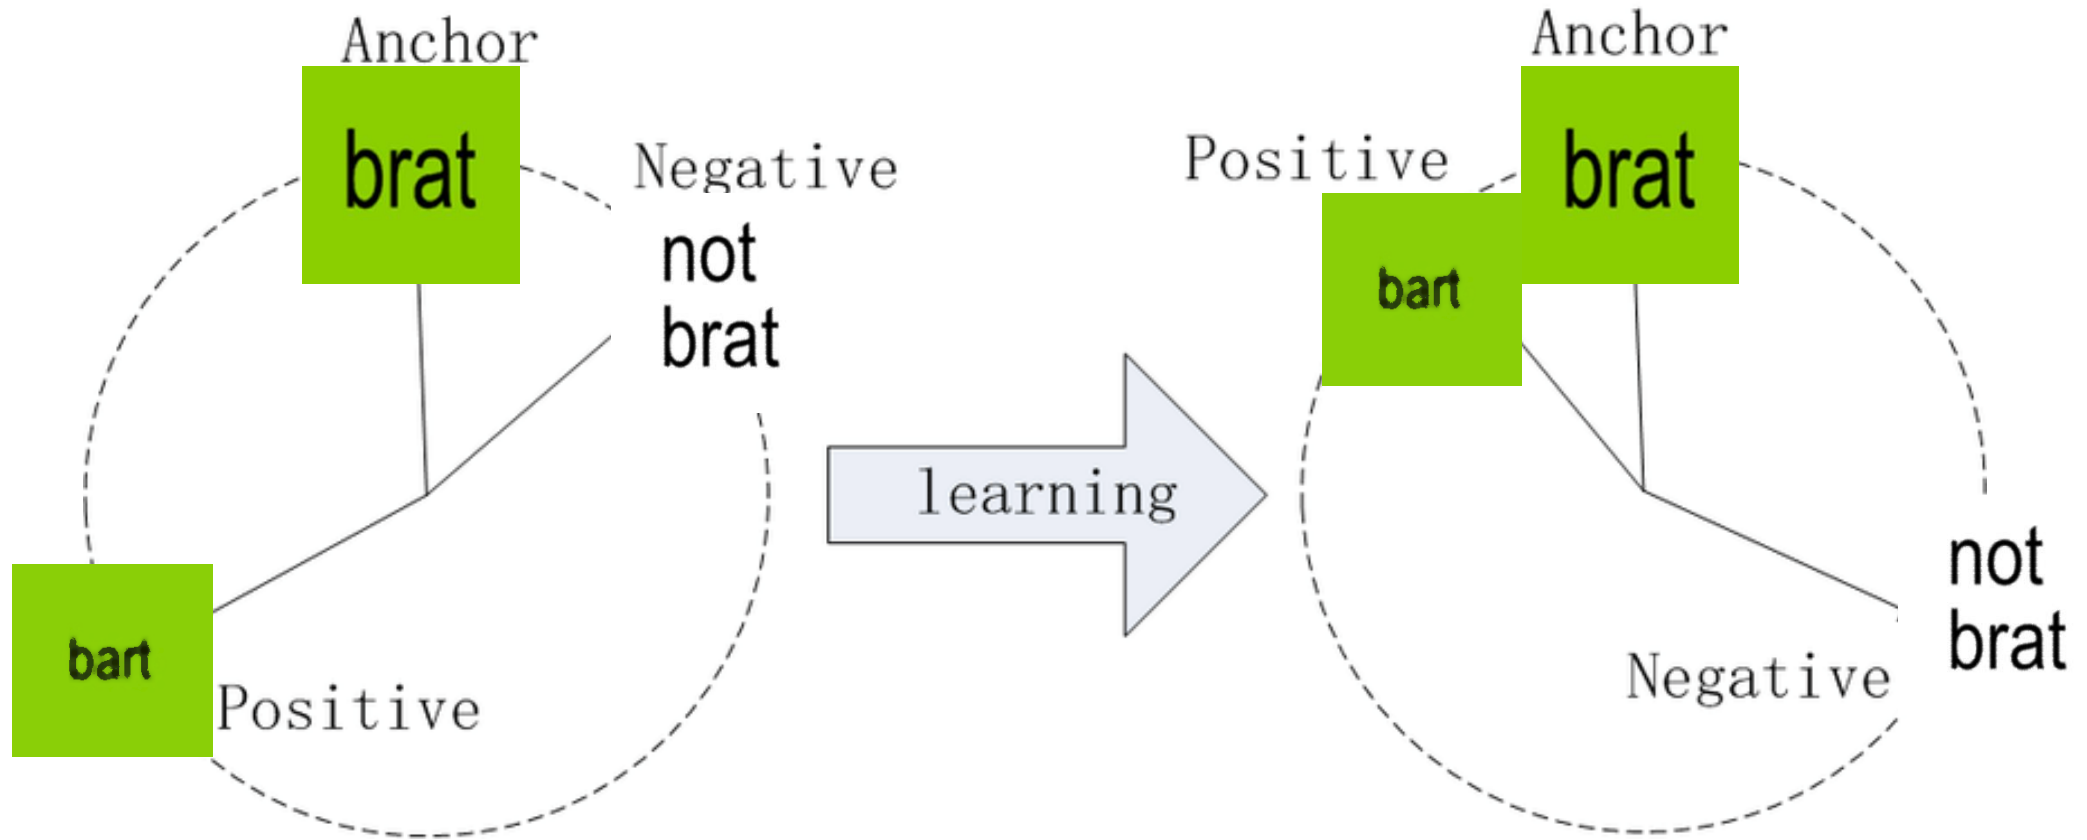 Anchor
brat
Negative
not
brat
bart
Positive
learning
Anchor
Positive
brat
bart
not
brat
Negative